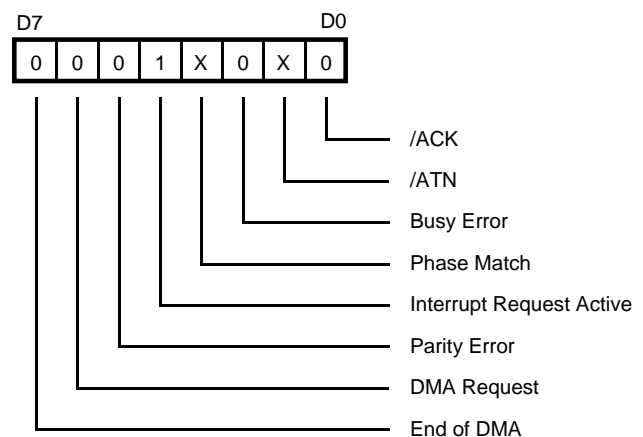 D7 D0
0 0 0 1 X 0 X 0
/ACK
/ATN
Busy Error
Phase Match
Interrupt Request Active
Parity Error
DMA Request
End of DMA